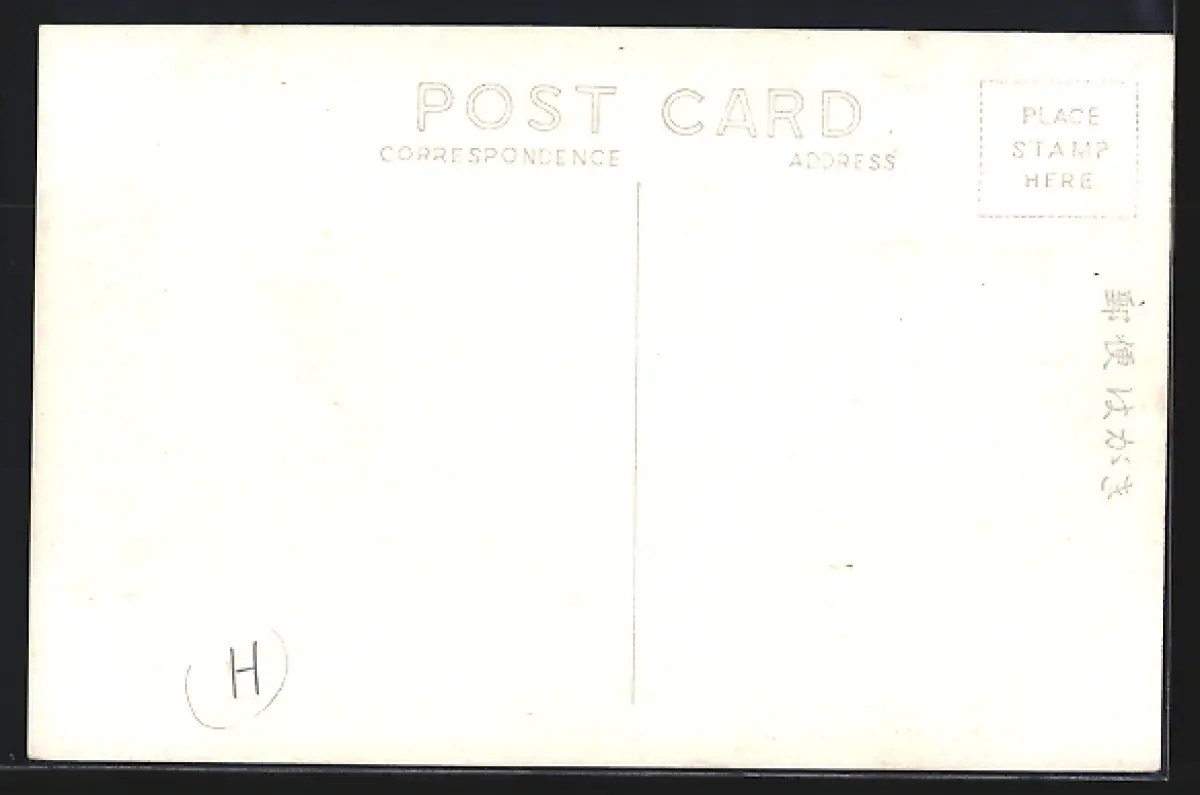 POST CARD
CORRESPONDENCE
ADDRESS
PLACE
STAMP
HERE
郵便はがき
H